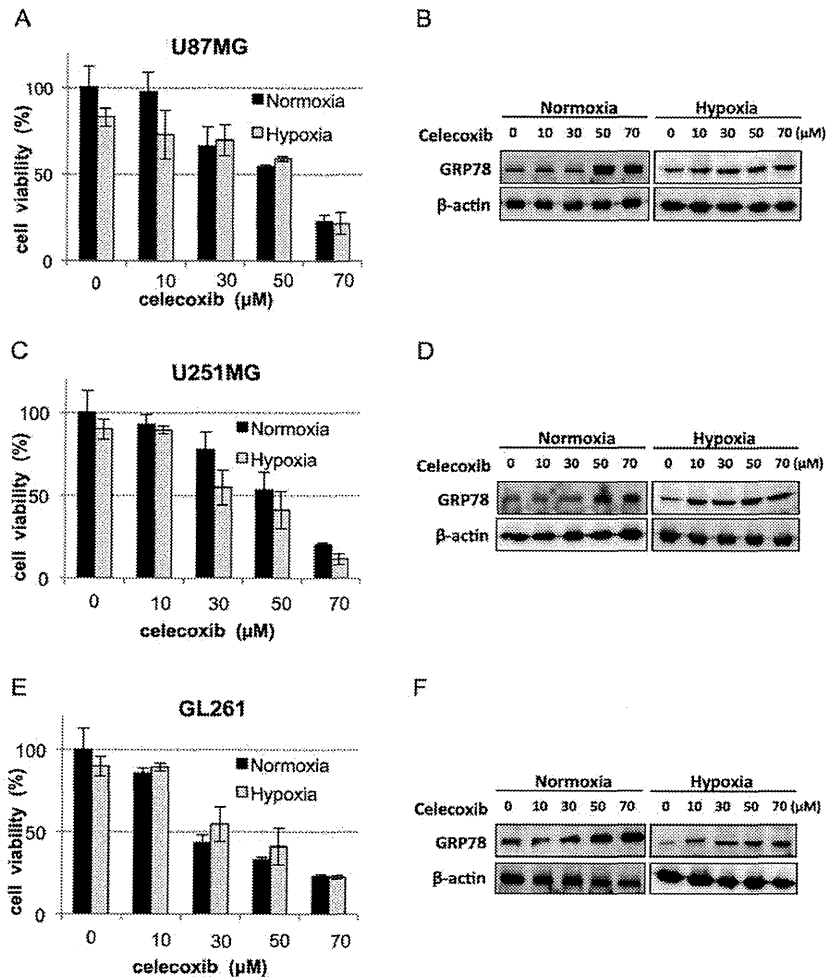 A
U87MG
100
50
0
cell viability (%)
Normoxia
Hypoxia
0 10 30 50 70
celecoxib (μM)
B
Normoxia Hypoxia
Celecoxib 0 10 30 50 70 0 10 30 50 70 (μM)
GRP78
β-actin
C
U251MG
100
50
0
cell viability (%)
Normoxia
Hypoxia
0 10 30 50 70
celecoxib (μM)
D
Normoxia Hypoxia
Celecoxib 0 10 30 50 70 0 10 30 50 70 (μM)
GRP78
β-actin
E
GL261
100
50
0
cell viability (%)
Normoxia
Hypoxia
0 10 30 50 70
celecoxib (μM)
F
Normoxia Hypoxia
Celecoxib 0 10 30 50 70 0 10 30 50 70 (μM)
GRP78
β-actin